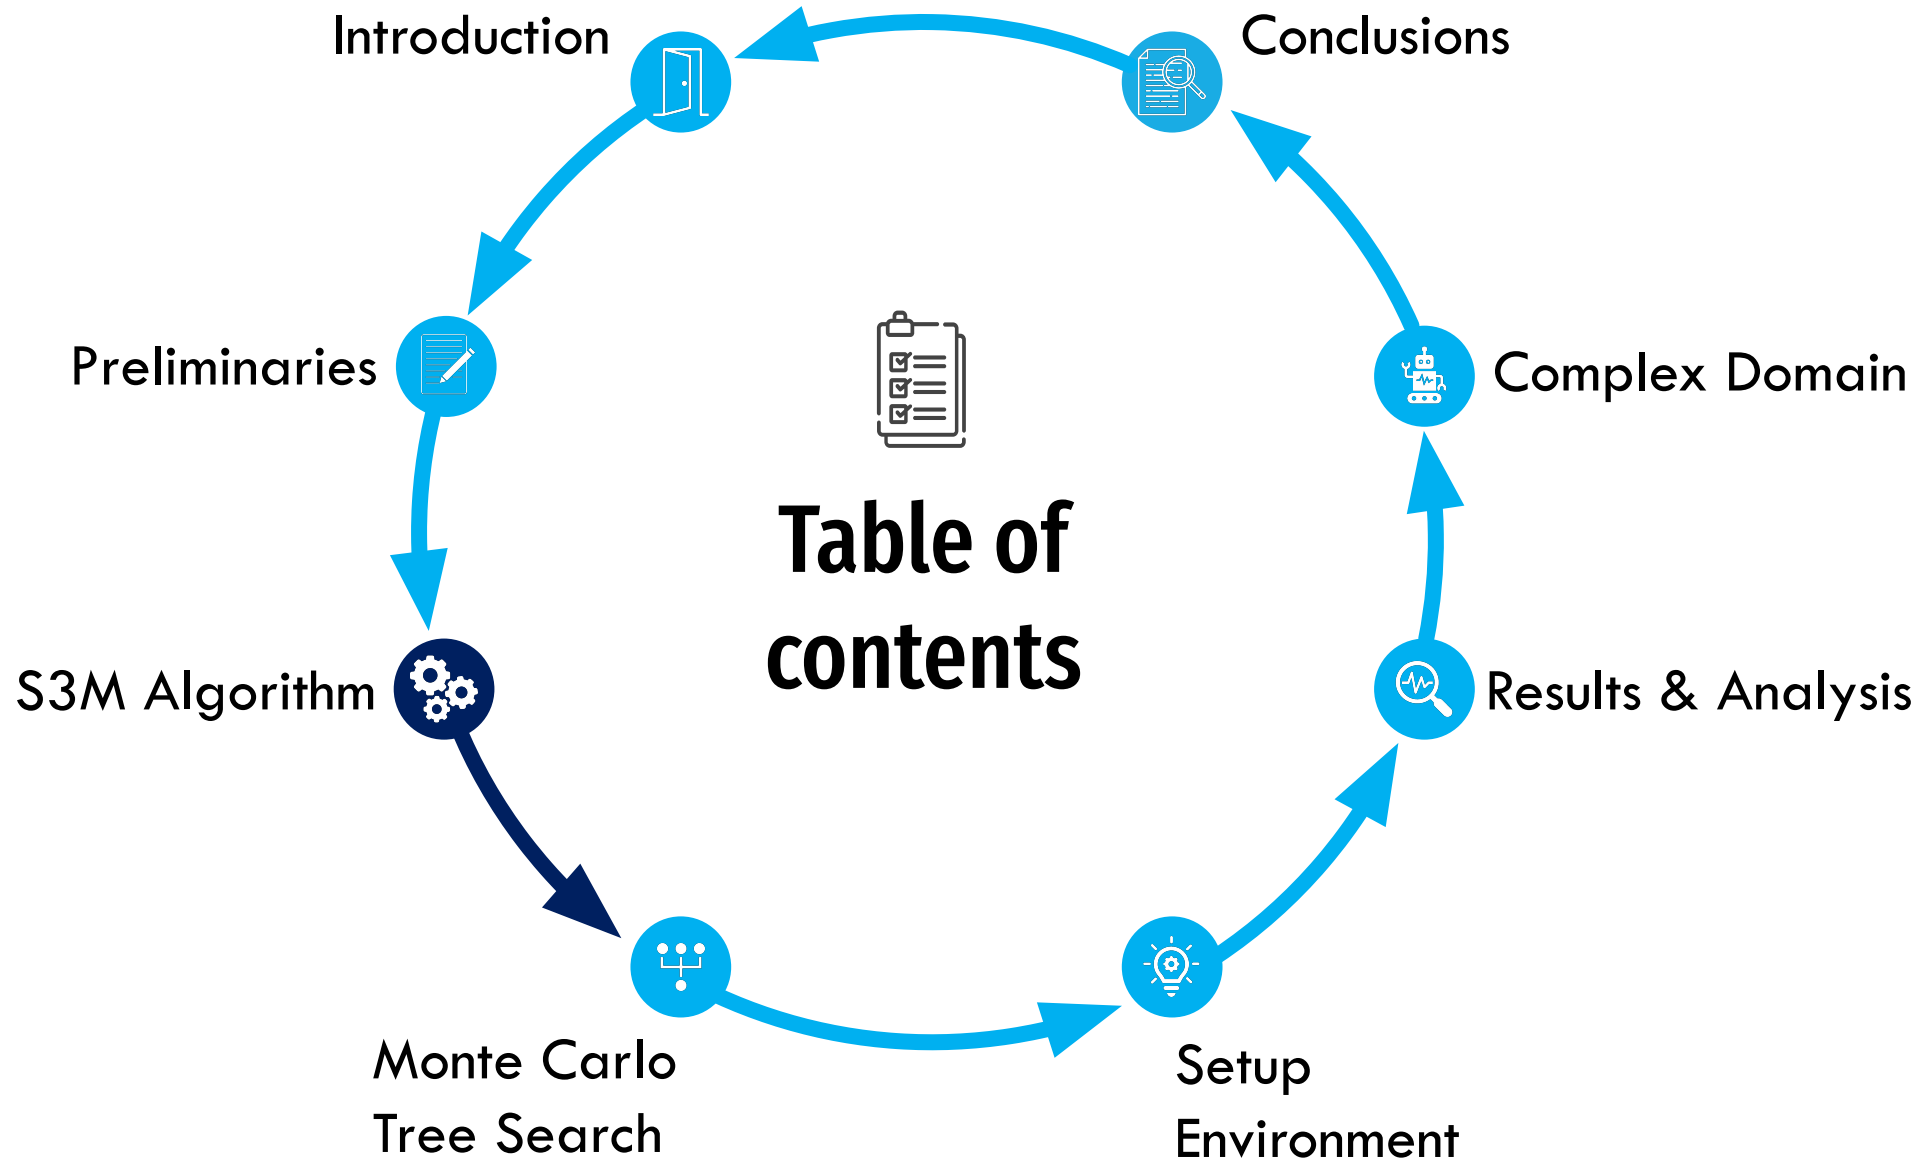 Introduction
Conclusions
Preliminaries
Complex Domain
Table of
contents
S3M Algorithm
Results & Analysis
Monte Carlo
Tree Search
Setup
Environment